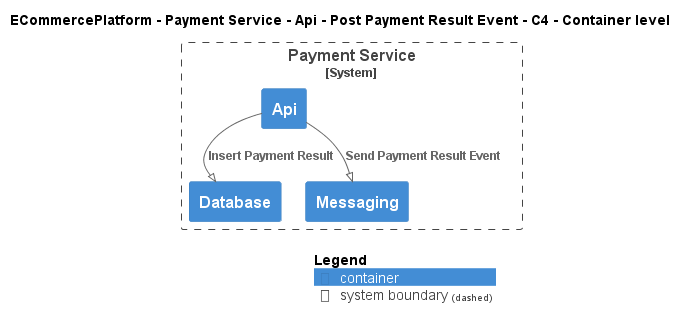 ECommercePlatform - Payment Service - Api - Post Payment Result Event - C4 - Container level
Payment Service
[System]
Api
Insert Payment Result
Send Payment Result Event
Database
Messaging
Legend
container
system boundary (dashed)